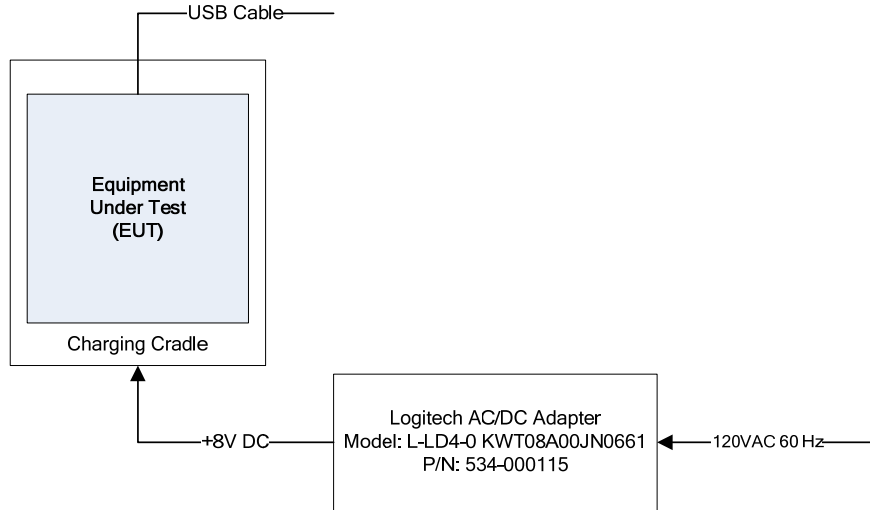 USB Cable
Equipment
Under Test
(EUT)
Charging Cradle
+8V DC
Logitech AC/DC Adapter
Model: L-LD4-0 KWT08A00JN0661
P/N: 534-000115
120VAC 60 Hz